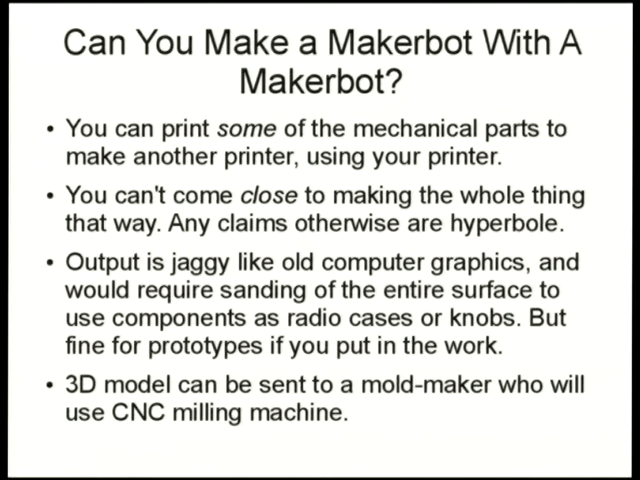 Can You Make a Makerbot With A
Makerbot?
• You can print some of the mechanical parts to
make another printer, using your printer.
• You can't come close to making the whole thing
that way. Any claims otherwise are hyperbole.
• Output is jaggy like old computer graphics, and
would require sanding of the entire surface to
use components as radio cases or knobs. But
fine for prototypes if you put in the work.
• 3D model can be sent to a mold-maker who will
use CNC milling machine.